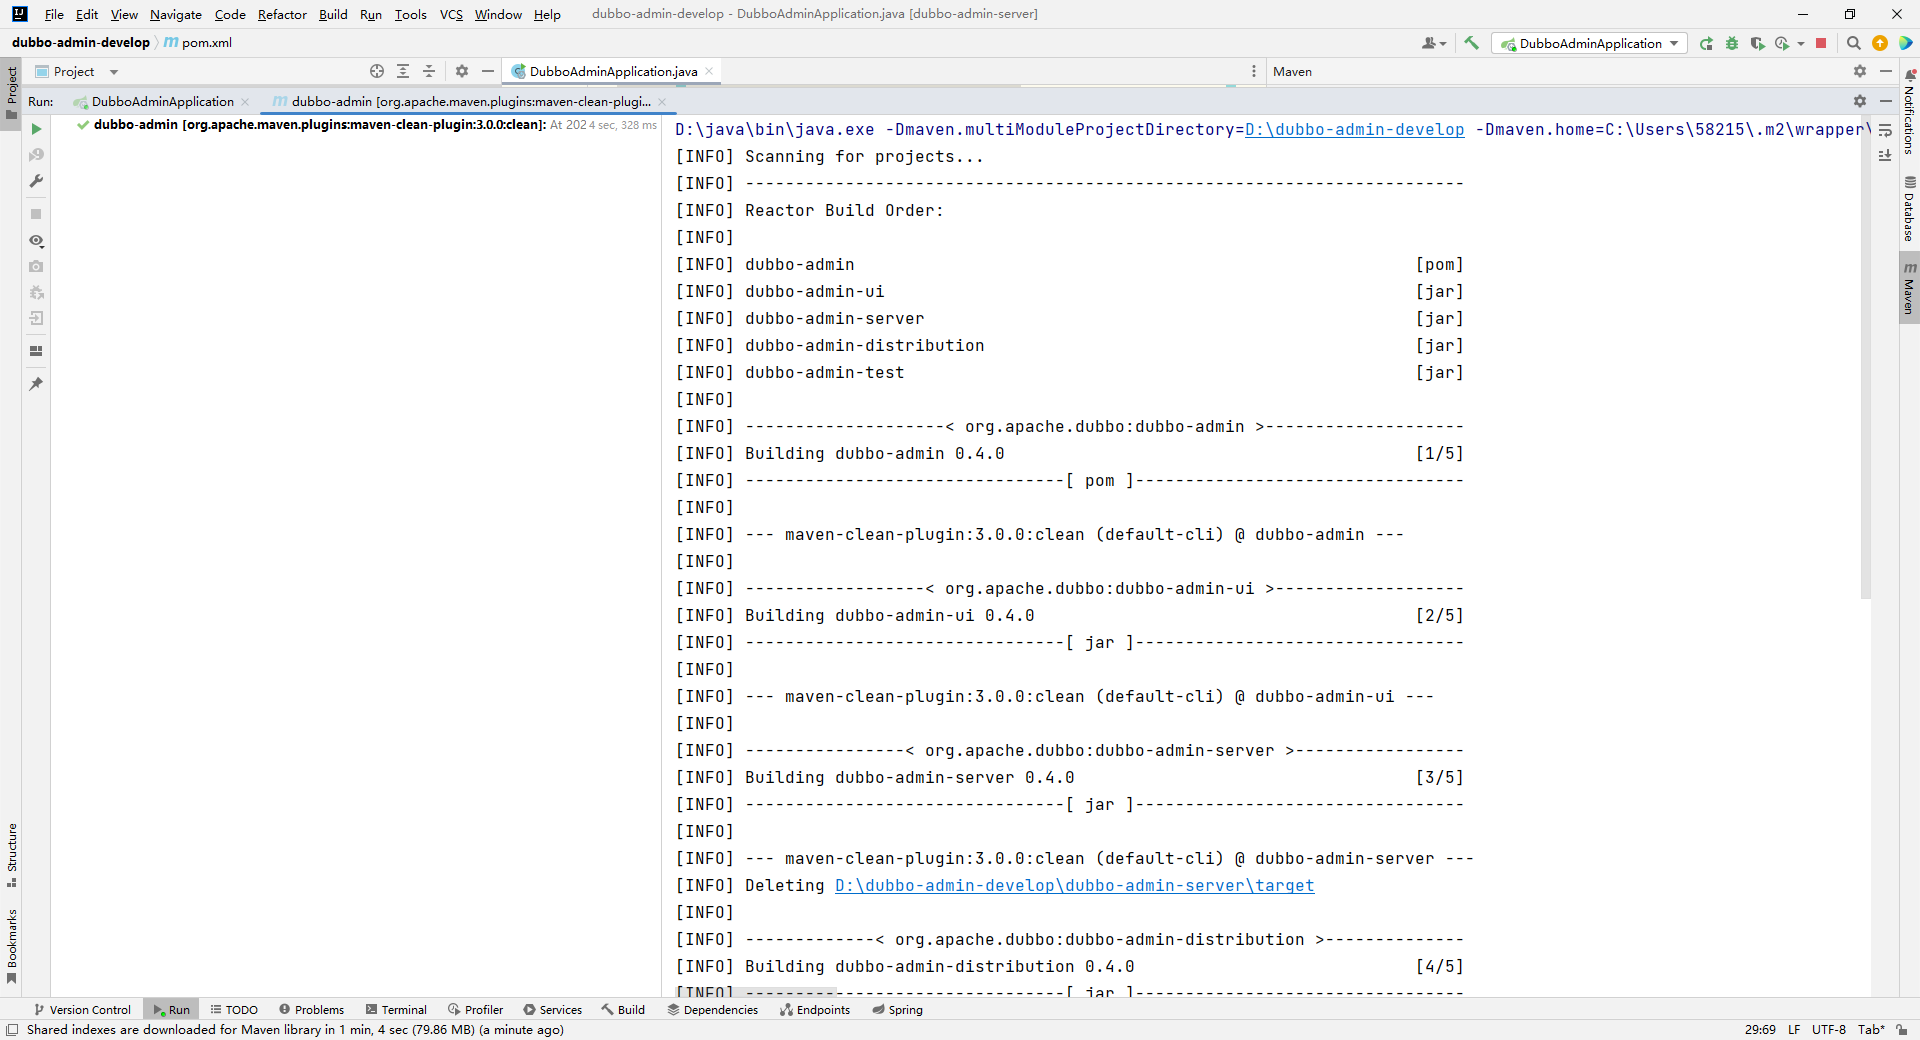 File Edit View Navigate Code Refactor Build Run Tools VCS Window Help dubbo-admin-develop - DubboAdminApplication.java [dubbo-admin-server]
dubbo-admin-develop pom.xml DubboAdminApplication
Project DubboAdminApplication.java Maven
Run: DubboAdminApplication dubbo-admin [org.apache.maven.plugins:maven-clean-plugi...
dubbo-admin [org.apache.maven.plugins:maven-clean-plugin:3.0.0:clean]: At 202 4 sec, 328 ms
D:\java\bin\java.exe -Dmaven.multiModuleProjectDirectory=D:\dubbo-admin-develop -Dmaven.home=C:\Users\58215\.m2\wrapper\
[INFO] Scanning for projects...
[INFO] ------------------------------------------------------------------------
[INFO] Reactor Build Order:
[INFO]
[INFO] dubbo-admin [pom]
[INFO] dubbo-admin-ui [jar]
[INFO] dubbo-admin-server [jar]
[INFO] dubbo-admin-distribution [jar]
[INFO] dubbo-admin-test [jar]
[INFO]
[INFO] --------------------< org.apache.dubbo:dubbo-admin >--------------------
[INFO] Building dubbo-admin 0.4.0 [1/5]
[INFO] --------------------------------[ pom ]---------------------------------
[INFO]
[INFO] --- maven-clean-plugin:3.0.0:clean (default-cli) @ dubbo-admin ---
[INFO]
[INFO] ------------------< org.apache.dubbo:dubbo-admin-ui >-------------------
[INFO] Building dubbo-admin-ui 0.4.0 [2/5]
[INFO] --------------------------------[ jar ]---------------------------------
[INFO]
[INFO] --- maven-clean-plugin:3.0.0:clean (default-cli) @ dubbo-admin-ui ---
[INFO]
[INFO] ----------------< org.apache.dubbo:dubbo-admin-server >-----------------
[INFO] Building dubbo-admin-server 0.4.0 [3/5]
[INFO] --------------------------------[ jar ]---------------------------------
[INFO]
[INFO] --- maven-clean-plugin:3.0.0:clean (default-cli) @ dubbo-admin-server ---
[INFO] Deleting D:\dubbo-admin-develop\dubbo-admin-server\target
[INFO]
[INFO] -------------< org.apache.dubbo:dubbo-admin-distribution >--------------
[INFO] Building dubbo-admin-distribution 0.4.0 [4/5]
[INFO] --------------------------------[ jar ]---------------------------------
Project
Structure
Bookmarks
Notifications
Database
Maven
Version Control Run TODO Problems Terminal Profiler Services Build Dependencies Endpoints Spring
Shared indexes are downloaded for Maven library in 1 min, 4 sec (79.86 MB) (a minute ago) 29:69 LF UTF-8 Tab*